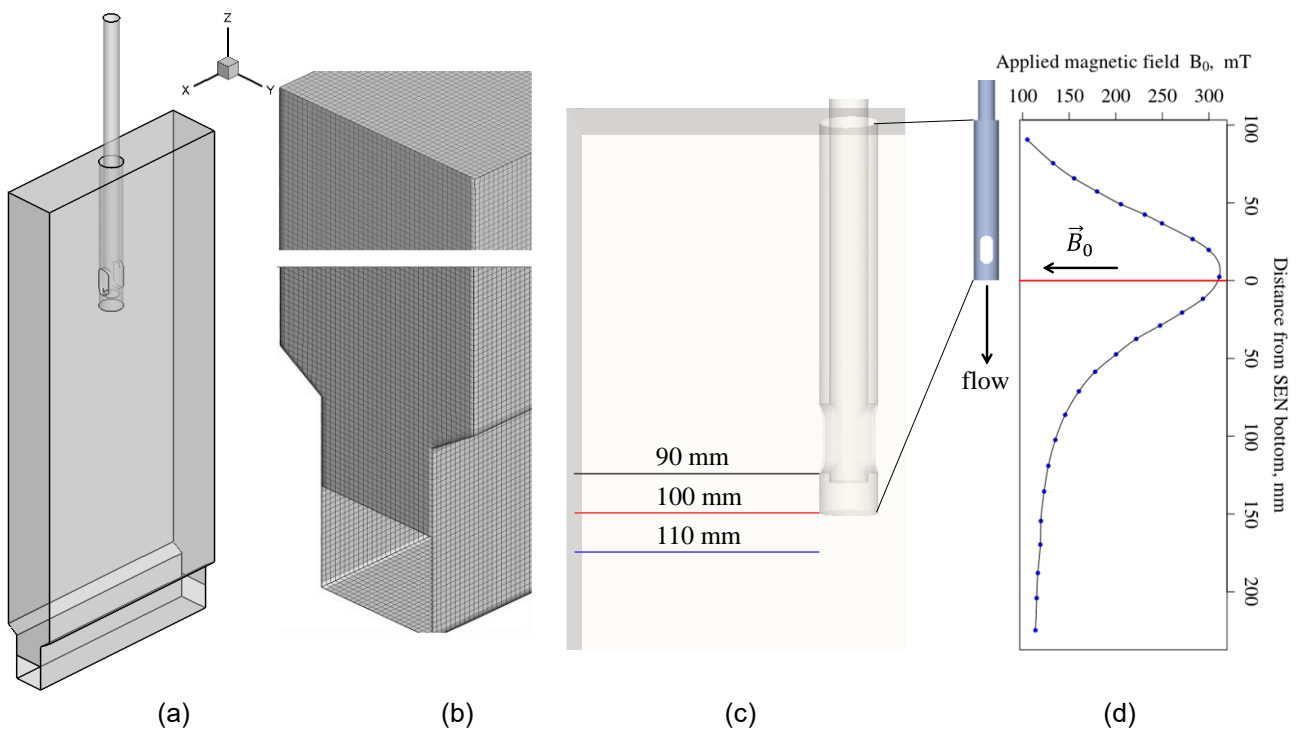 Z
X
Y
Applied magnetic field B₀, mT
100 150 200 250 300
100
50
0
50
100
150
200
Distance from SEN bottom, mm
B⃗₀
flow
90 mm
100 mm
110 mm
(a)
(b)
(c)
(d)